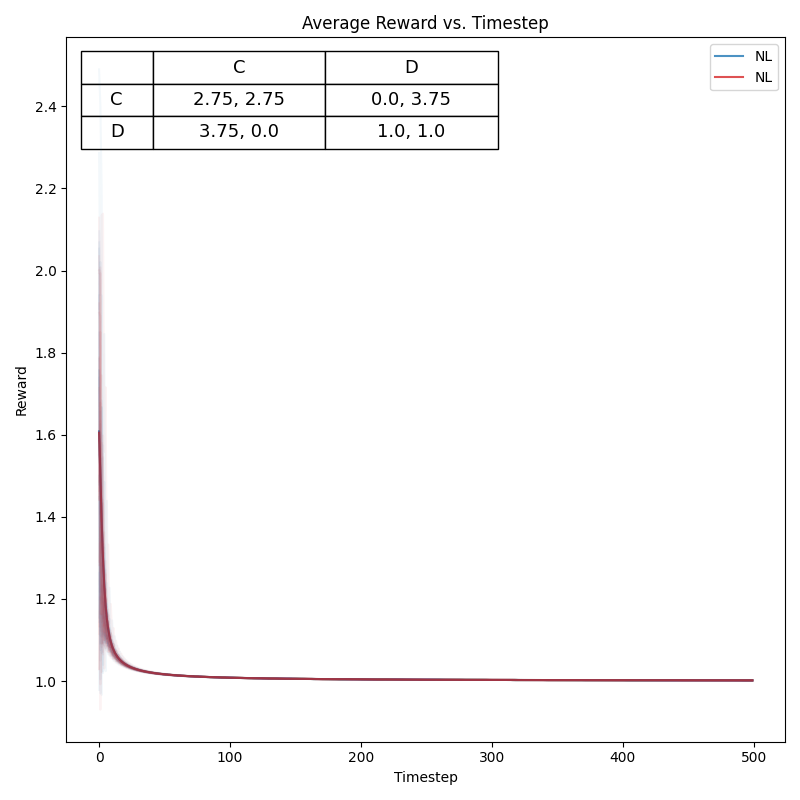 Average Reward vs. Timestep
NL
NL
C D
C 2.75, 2.75 0.0, 3.75
D 3.75, 0.0 1.0, 1.0
2.4
2.2
2.0
1.8
1.6
1.4
1.2
1.0
Reward
0 100 200 300 400 500
Timestep